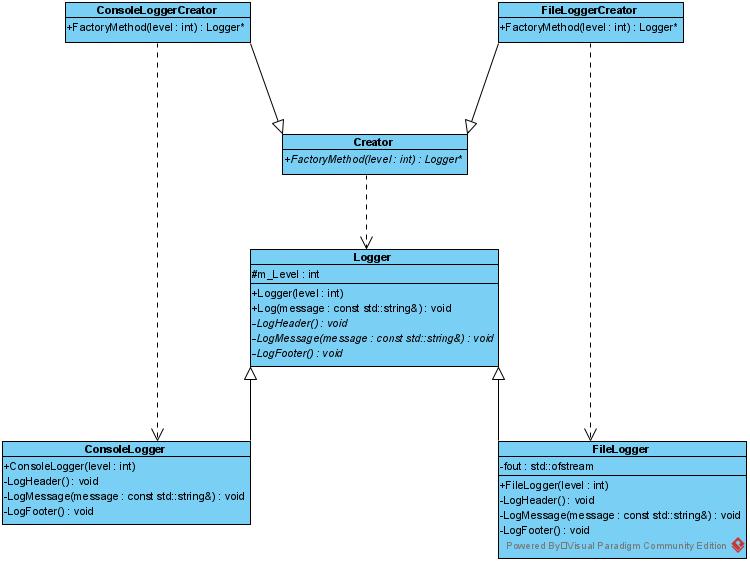 ConsoleLoggerCreator
+FactoryMethod(level : int) : Logger*
FileLoggerCreator
+FactoryMethod(level : int) : Logger*
Creator
+FactoryMethod(level : int) : Logger*
Logger
#m_Level : int
+Logger(level : int)
+Log(message : const std::string&) : void
-LogHeader() : void
-LogMessage(message : const std::string&) : void
-LogFooter() : void
ConsoleLogger
+ConsoleLogger(level : int)
-LogHeader() : void
-LogMessage(message : const std::string&) : void
-LogFooter() : void
FileLogger
-fout : std::ofstream
+FileLogger(level : int)
-LogHeader() : void
-LogMessage(message : const std::string&) : void
-LogFooter() : void
Powered By□Visual Paradigm Community Edition